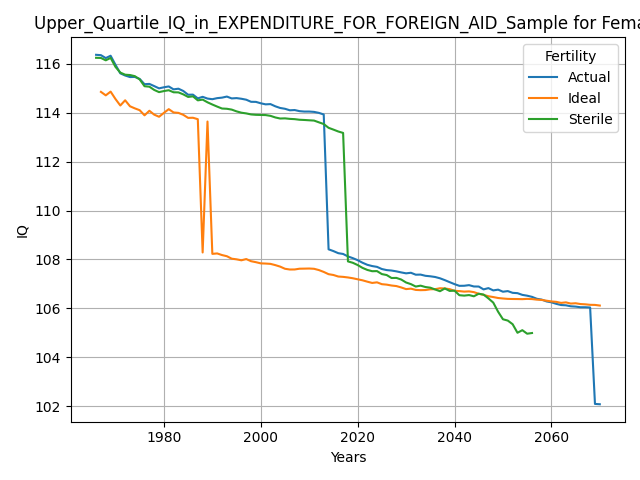 Upper_Quartile_IQ_in_EXPENDITURE_FOR_FOREIGN_AID_Sample for Fema
Fertility
Actual
Ideal
Sterile
116
114
112
110
108
106
104
102
IQ
1980 2000 2020 2040 2060
Years